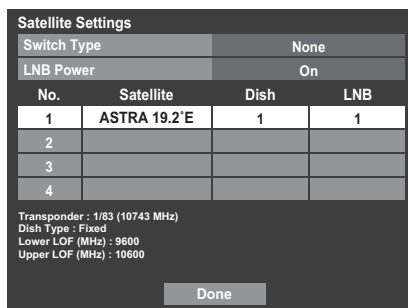 Satellite Settings
Switch Type None
LNB Power On
No. Satellite Dish LNB
1 ASTRA 19.2°E 1 1
2
3
4
Transponder : 1/83 (10743 MHz)
Dish Type : Fixed
Lower LOF (MHz) : 9600
Upper LOF (MHz) : 10600
Done